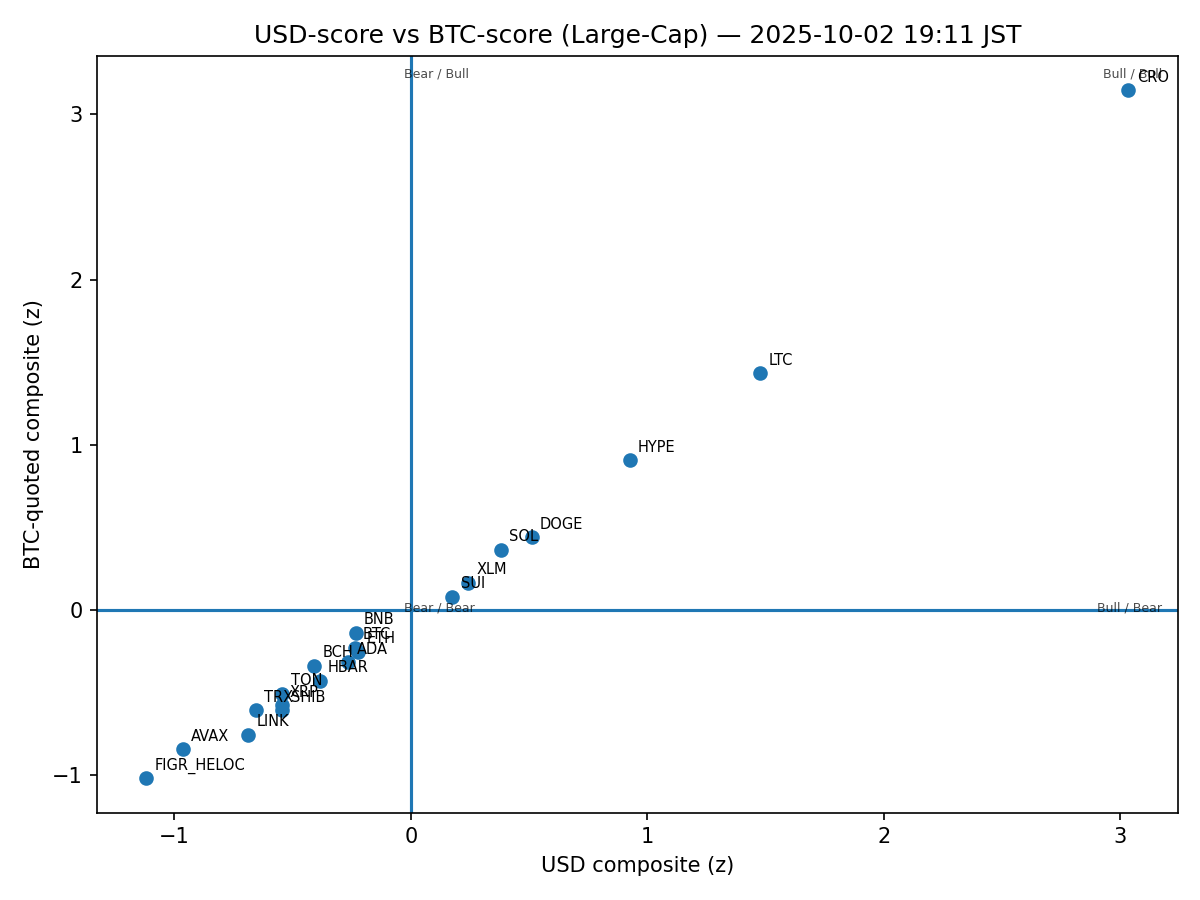 USD-score vs BTC-score (Large-Cap) — 2025-10-02 19:11 JST
Bear / Bull
Bull / Bull
CRO
3
2
LTC
HYPE
1
DOGE
SOL
XLM
SUI
0
Bear / Bear
Bull / Bear
BNB
BTC
ETH
ADA
BCH
HBAR
TON
XRP
TRX
SHIB
LINK
AVAX
FIGR_HELOC
−1
−1
0
1
2
3
BTC-quoted composite (z)
USD composite (z)